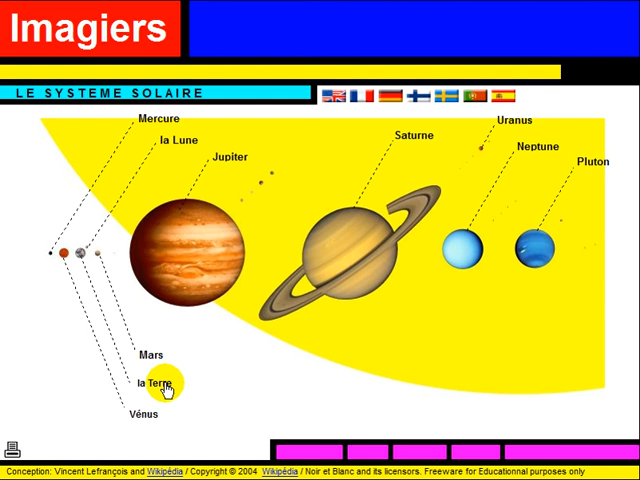 Imagiers
LE SYSTEME SOLAIRE
Mercure
la Lune
Jupiter
Saturne
Uranus
Neptune
Pluton
Mars
la Terre
Vénus
Conception: Vincent Lefrançois and Wikipédia / Copyright © 2004 Wikipédia / Noir et Blanc and its licensors. Freeware for Educationnal purposes only